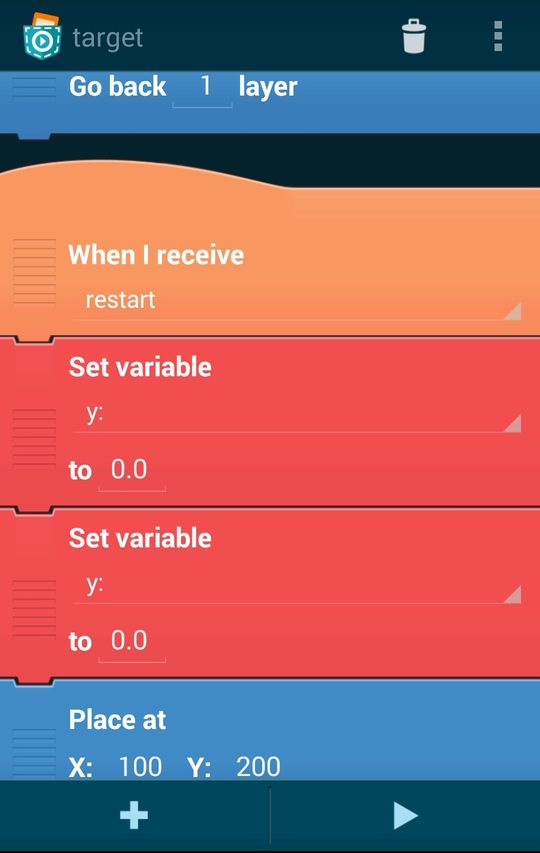 target
Go back 1 layer
When I receive
restart
Set variable
y:
to 0.0
Set variable
y:
to 0.0
Place at
X: 100 Y: 200